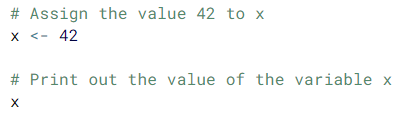 # Assign the value 42 to x
x <- 42
# Print out the value of the variable x
x